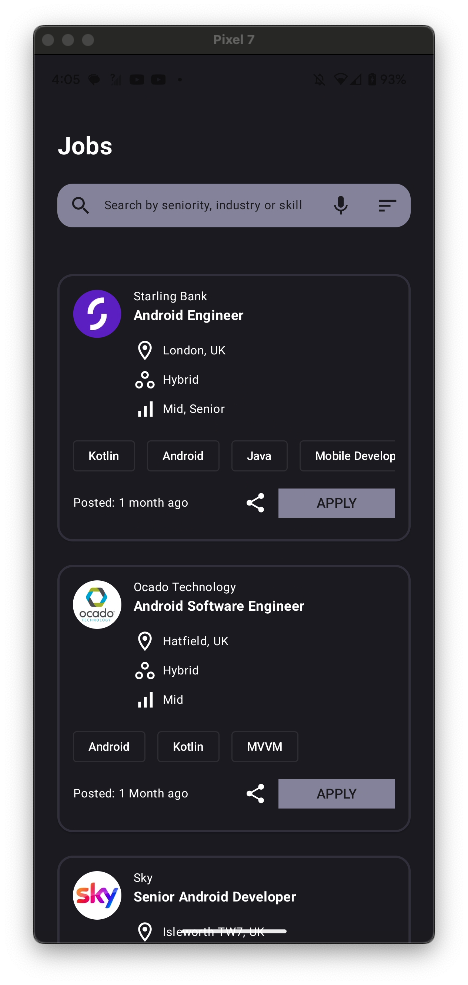 Pixel 7
4:05
93%
Jobs
Search by seniority, industry or skill
Starling Bank
Android Engineer
London, UK
Hybrid
Mid, Senior
Kotlin Android Java Mobile Develop
Posted: 1 month ago APPLY
ocado
TECHNOLOGY
Ocado Technology
Android Software Engineer
Hatfield, UK
Hybrid
Mid
Android Kotlin MVVM
Posted: 1 Month ago APPLY
sky
Sky
Senior Android Developer
Isleworth TW7, UK